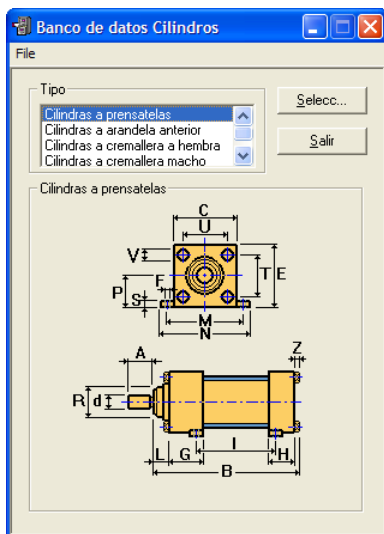 Banco de datos Cilindros
File
Tipo
Cilindras a prensatelas
Cilindras a arandela anterior
Cilindras a cremallera a hembra
Cilindras a cremallera macho
Selecc...
Salir
Cilindras a prensatelas
C
U
V
F
P
S
T E
M
N
Z
A
R d
I
L G H
B